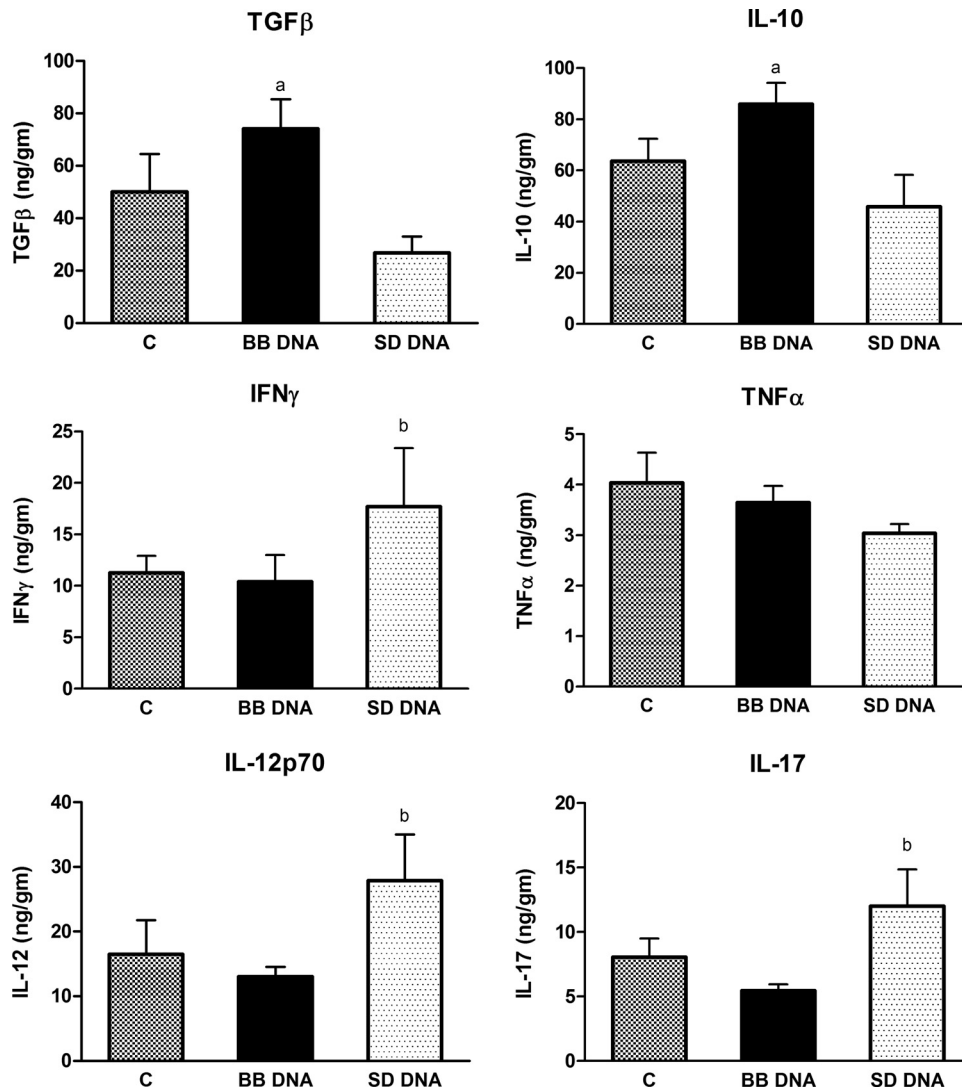 TGFβ
a
TGFβ (ng/gm)
100
80
60
40
20
0
C BB DNA SD DNA
IL-10
a
IL-10 (ng/gm)
100
80
60
40
20
0
C BB DNA SD DNA
IFNγ
b
IFNγ (ng/gm)
25
20
15
10
5
0
C BB DNA SD DNA
TNFα
TNFα (ng/gm)
5
4
3
2
1
0
C BB DNA SD DNA
IL-12p70
b
IL-12 (ng/gm)
40
30
20
10
0
C BB DNA SD DNA
IL-17
b
IL-17 (ng/gm)
20
15
10
5
0
C BB DNA SD DNA